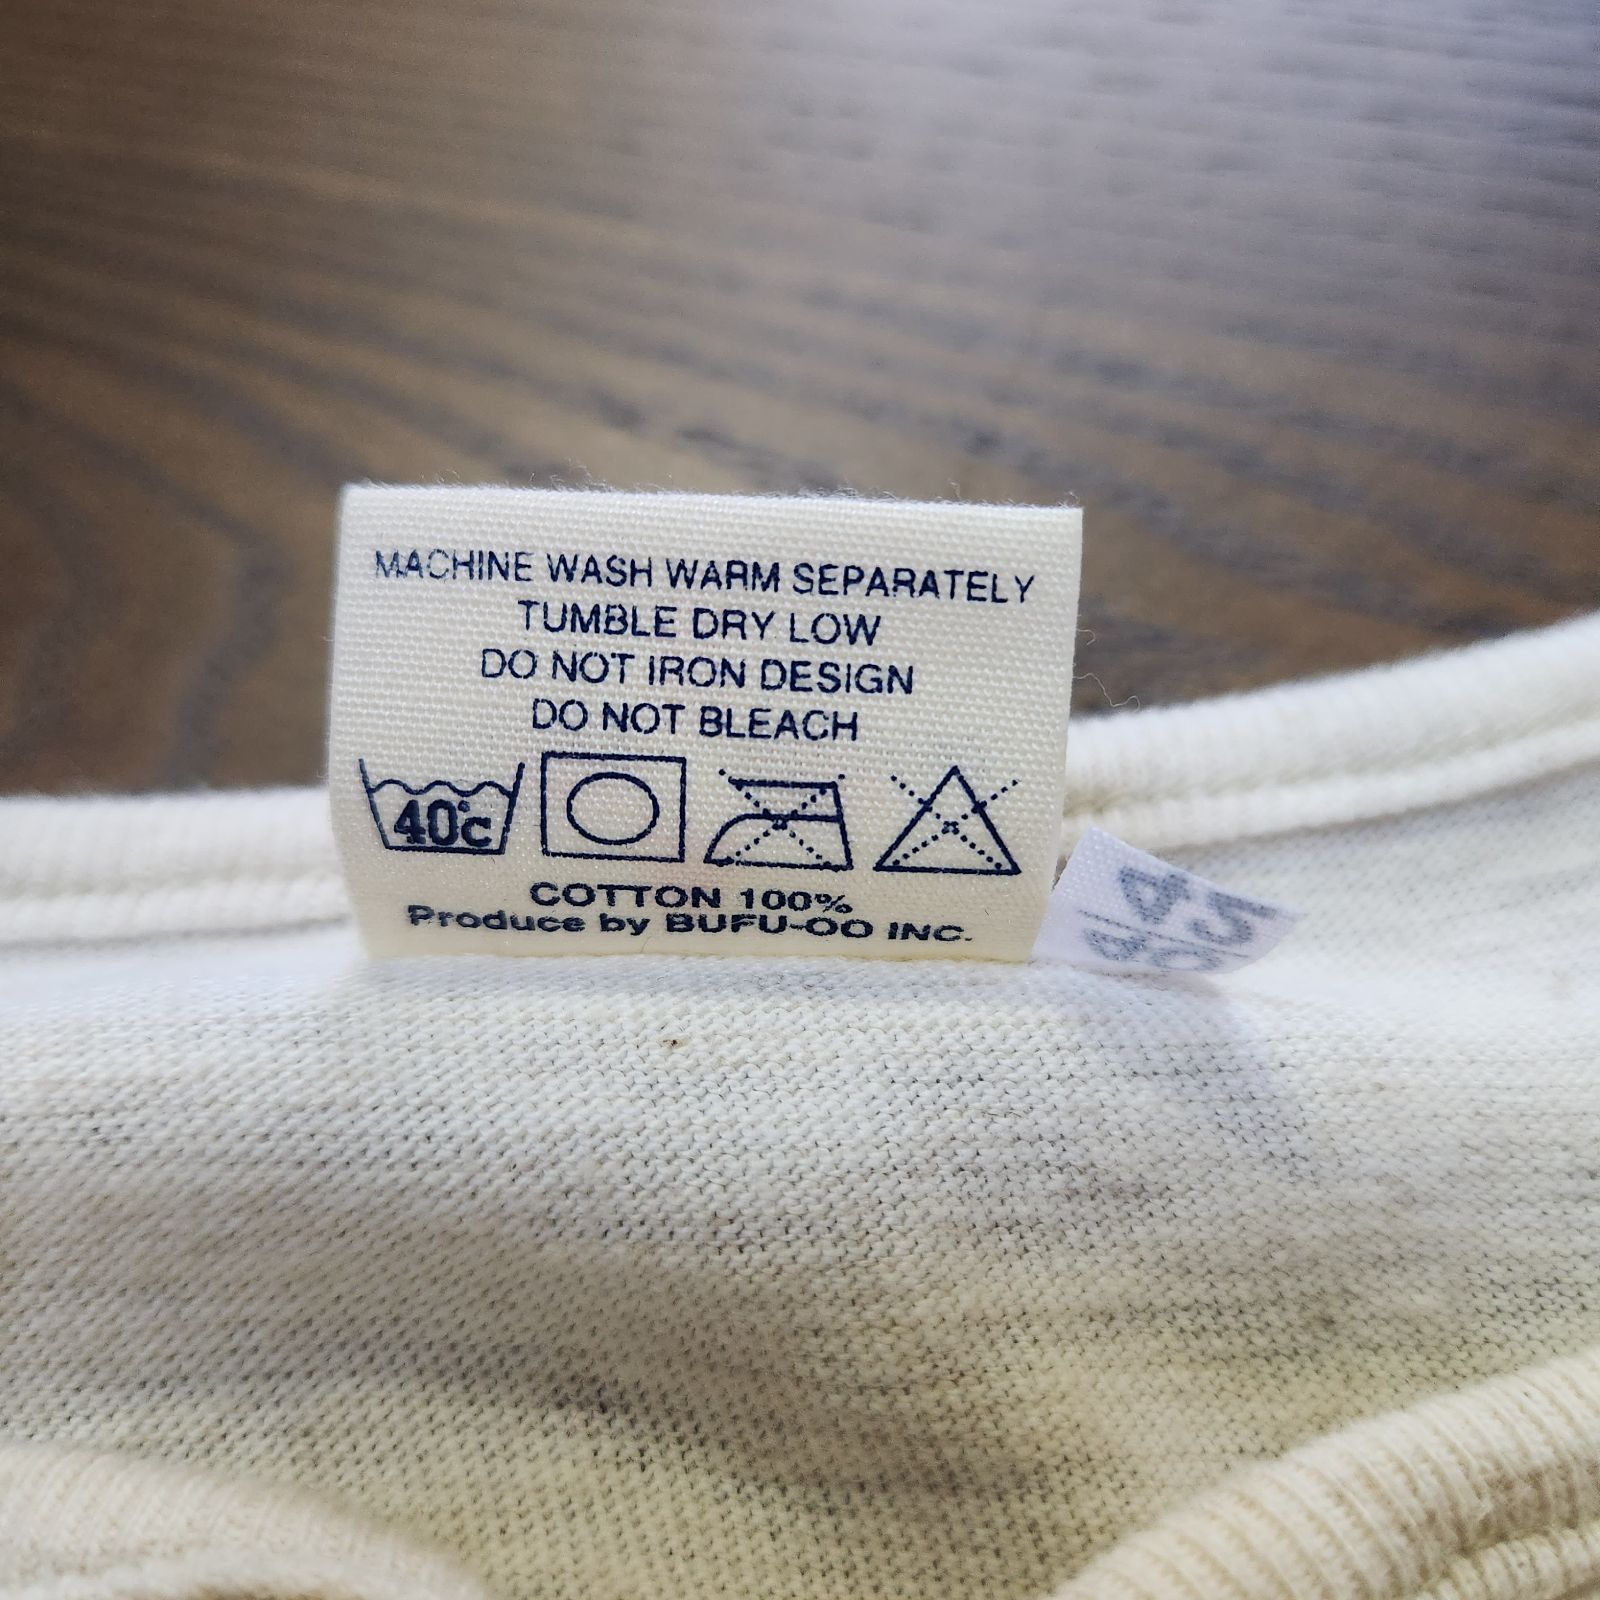 MACHINE WASH WARM SEPARATELY
TUMBLE DRY LOW
DO NOT IRON DESIGN
DO NOT BLEACH
40°c
COTTON 100%
Produce by BUFU-OO INC.